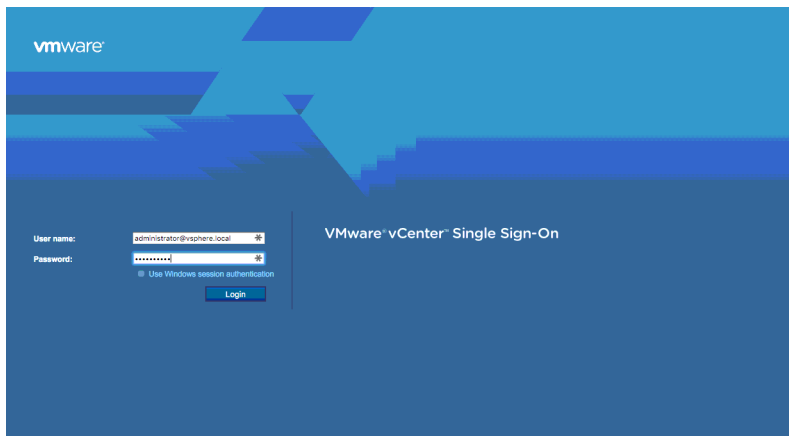 vmware®
User name:
administrator@vsphere.local
Password:
••••••••••
Use Windows session authentication
Login
VMware® vCenter™ Single Sign-On